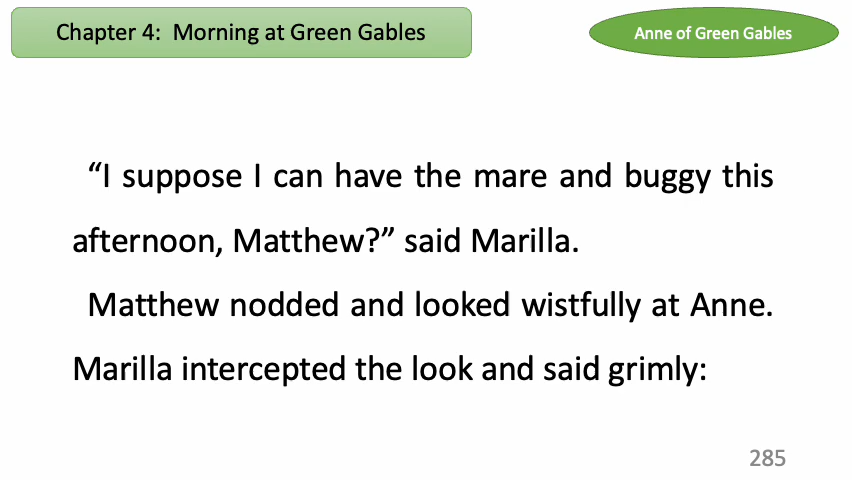 Chapter 4: Morning at Green Gables
Anne of Green Gables
“I suppose I can have the mare and buggy this
afternoon, Matthew?” said Marilla.
Matthew nodded and looked wistfully at Anne.
Marilla intercepted the look and said grimly:
285